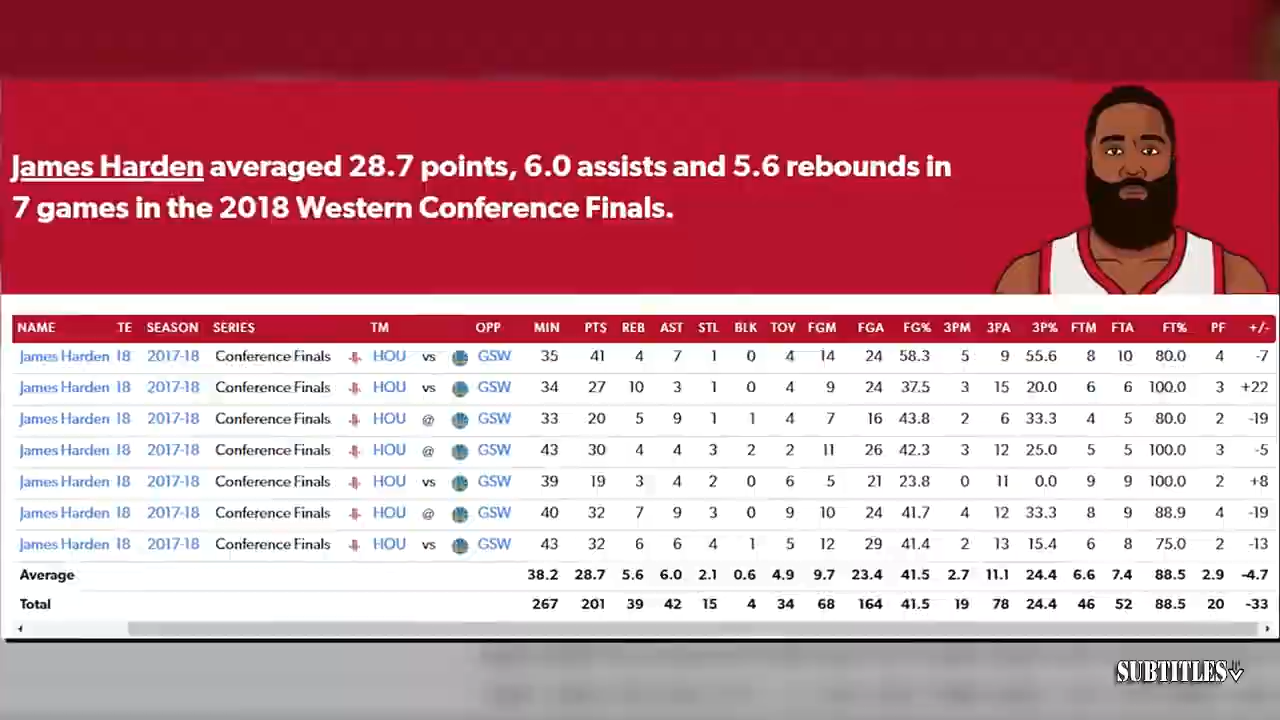 James Harden averaged 28.7 points, 6.0 assists and 5.6 rebounds in
7 games in the 2018 Western Conference Finals.
NAME TE SEASON SERIES TM OPP MIN PTS REB AST STL BLK TOV FGM FGA FG% 3PM 3PA 3P% FTM FTA FT% PF +/-
James Harden 18 2017-18 Conference Finals HOU vs GSW 35 41 4 7 1 0 4 14 24 58.3 5 9 55.6 8 10 80.0 4 -7
James Harden 18 2017-18 Conference Finals HOU vs GSW 34 27 10 3 1 0 4 9 24 37.5 3 15 20.0 6 6 100.0 3 +22
James Harden 18 2017-18 Conference Finals HOU @ GSW 33 20 5 9 1 1 4 7 16 43.8 2 6 33.3 4 5 80.0 2 -19
James Harden 18 2017-18 Conference Finals HOU @ GSW 43 30 4 4 3 2 2 11 26 42.3 3 12 25.0 5 5 100.0 3 -5
James Harden 18 2017-18 Conference Finals HOU vs GSW 39 19 3 4 2 0 6 5 21 23.8 0 11 0.0 9 9 100.0 2 +8
James Harden 18 2017-18 Conference Finals HOU @ GSW 40 32 7 9 3 0 9 10 24 41.7 4 12 33.3 8 9 88.9 4 -19
James Harden 18 2017-18 Conference Finals HOU vs GSW 43 32 6 6 4 1 5 12 29 41.4 2 13 15.4 6 8 75.0 2 -13
Average 38.2 28.7 5.6 6.0 2.1 0.6 4.9 9.7 23.4 41.5 2.7 11.1 24.4 6.6 7.4 88.5 2.9 -4.7
Total 267 201 39 42 15 4 34 68 164 41.5 19 78 24.4 46 52 88.5 20 -33
SUBTITLES